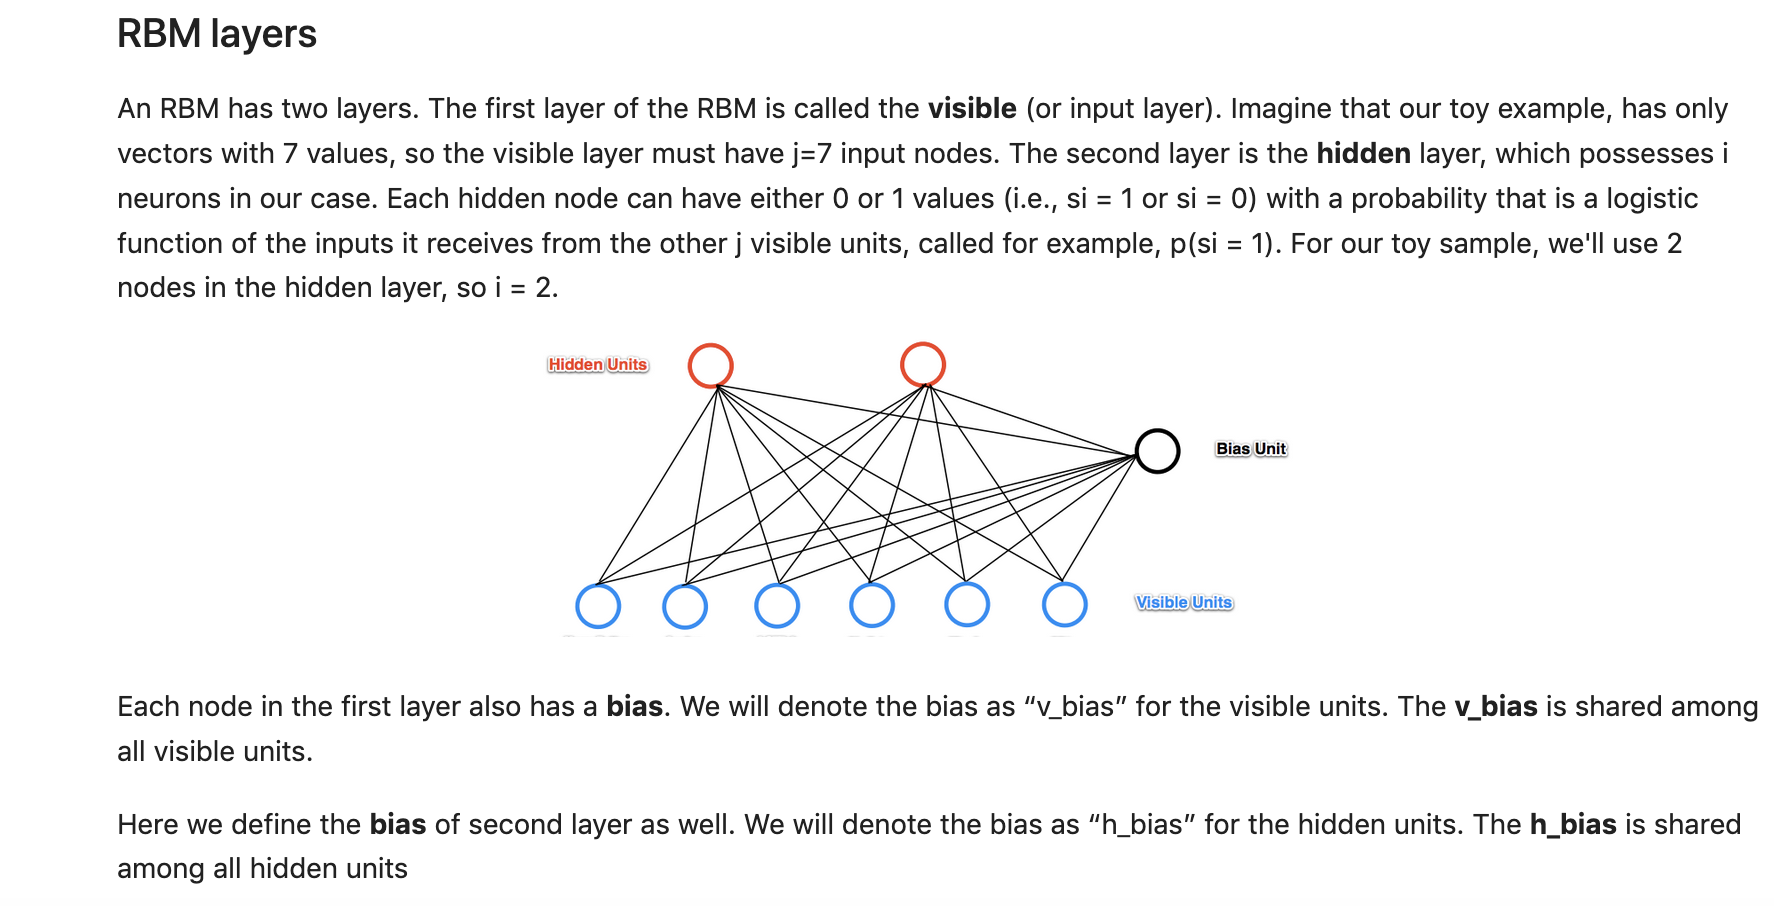 RBM layers
An RBM has two layers. The first layer of the RBM is called the visible (or input layer). Imagine that our toy example, has only
vectors with 7 values, so the visible layer must have j=7 input nodes. The second layer is the hidden layer, which possesses i
neurons in our case. Each hidden node can have either 0 or 1 values (i.e., si = 1 or si = 0) with a probability that is a logistic
function of the inputs it receives from the other j visible units, called for example, p(si = 1). For our toy sample, we'll use 2
nodes in the hidden layer, so i = 2.
Hidden Units
Bias Unit
Visible Units
Each node in the first layer also has a bias. We will denote the bias as “v_bias” for the visible units. The v_bias is shared among
all visible units.
Here we define the bias of second layer as well. We will denote the bias as “h_bias” for the hidden units. The h_bias is shared
among all hidden units